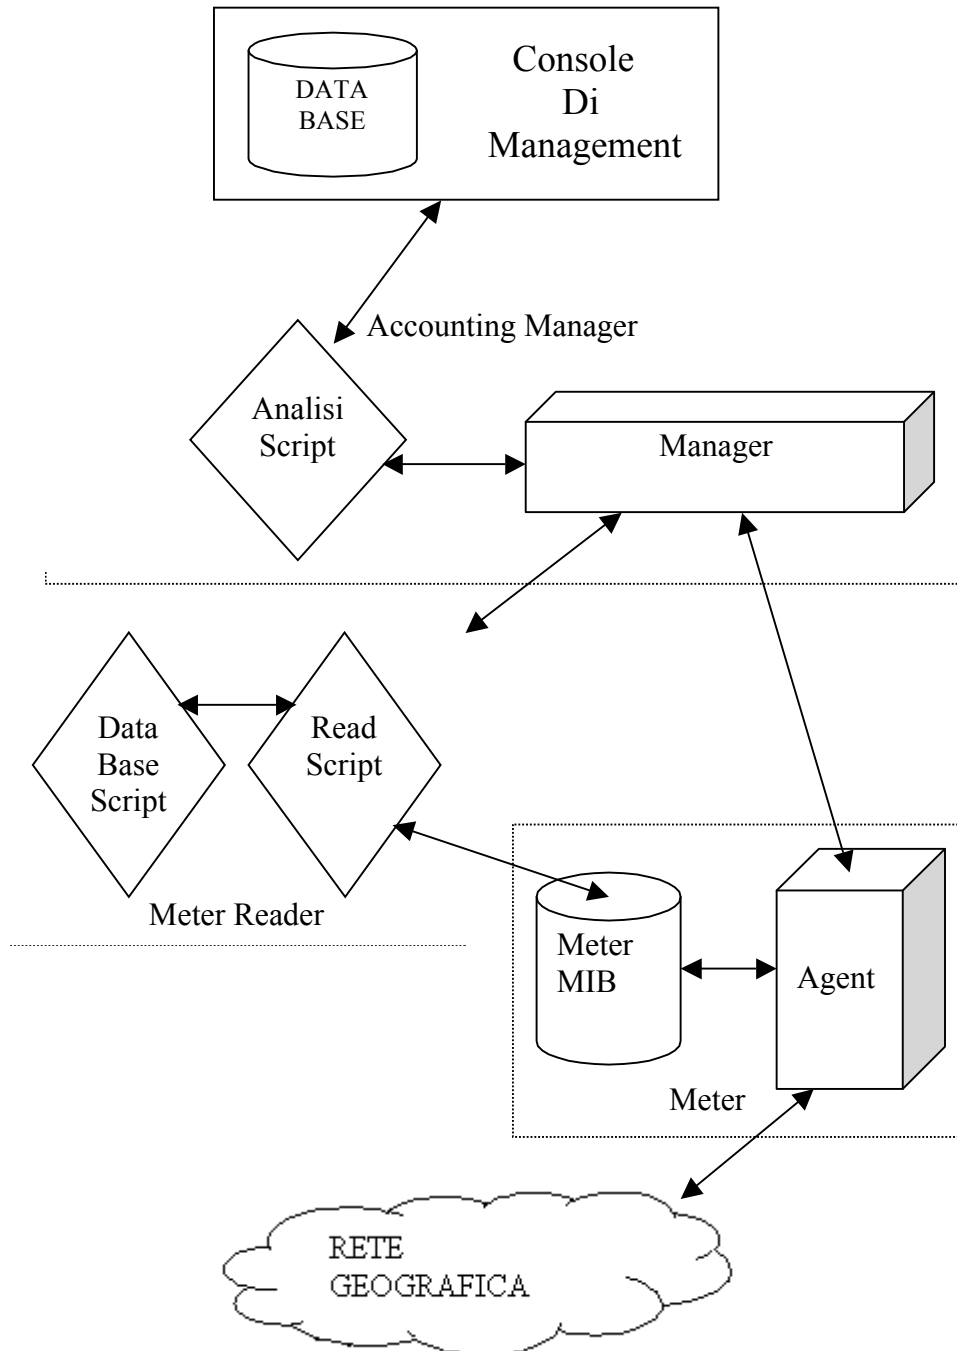 DATA
BASE
Console
Di
Management
Accounting Manager
Analisi
Script
Manager
Data
Base
Script
Read
Script
Meter Reader
Meter
MIB
Agent
Meter
RETE
GEOGRAFICA